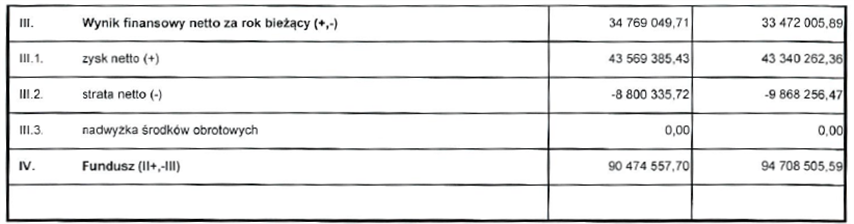 III. Wynik finansowy netto za rok bieżący (+,-) 34 769 049,71 33 472 005,89
III.1. zysk netto (+) 43 569 385,43 43 340 262,36
III.2. strata netto (-) -8 800 335,72 -9 868 256,47
III.3. nadwyżka środków obrotowych 0,00 0,00
IV. Fundusz (II+,-III) 90 474 557,70 94 708 505,59